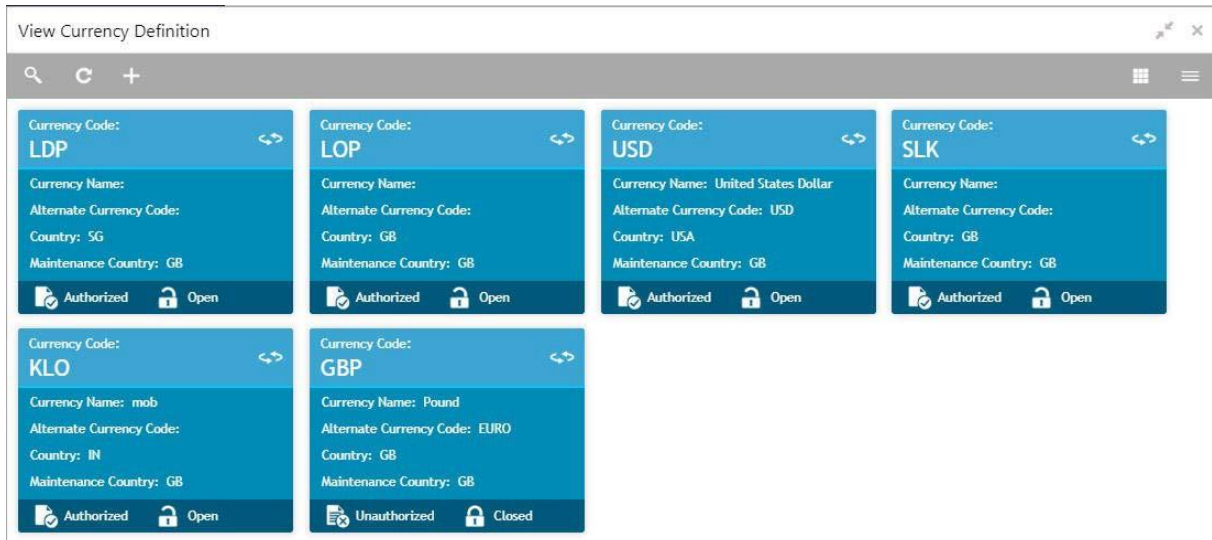 View Currency Definition
Currency Code:
LDP
Currency Name:
Alternate Currency Code:
Country: SG
Maintenance Country: GB
Authorized Open
Currency Code:
LOP
Currency Name:
Alternate Currency Code:
Country: GB
Maintenance Country: GB
Authorized Open
Currency Code:
USD
Currency Name: United States Dollar
Alternate Currency Code: USD
Country: USA
Maintenance Country: GB
Authorized Open
Currency Code:
SLK
Currency Name:
Alternate Currency Code:
Country: GB
Maintenance Country: GB
Authorized Open
Currency Code:
KLO
Currency Name: mob
Alternate Currency Code:
Country: IN
Maintenance Country: GB
Authorized Open
Currency Code:
GBP
Currency Name: Pound
Alternate Currency Code: EURO
Country: GB
Maintenance Country: GB
Unauthorized Closed